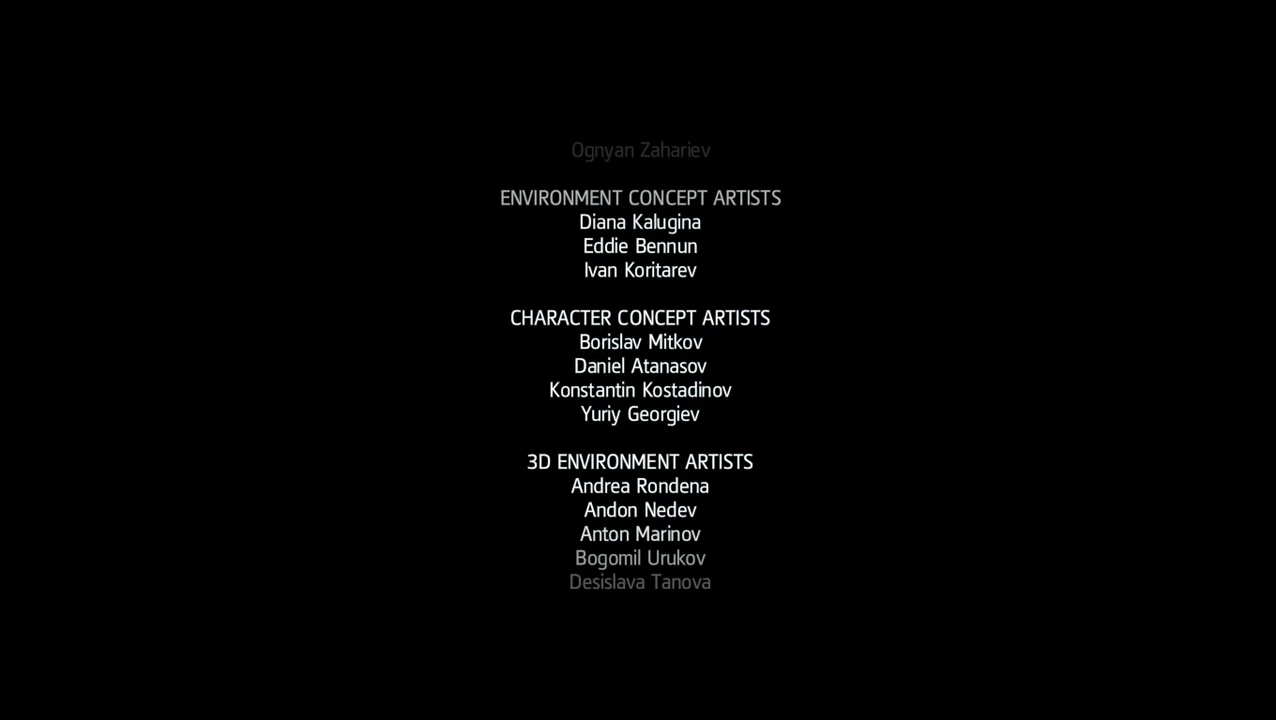 Ognyan Zahariev
ENVIRONMENT CONCEPT ARTISTS
Diana Kalugina
Eddie Bennun
Ivan Koritarev
CHARACTER CONCEPT ARTISTS
Borislav Mitkov
Daniel Atanasov
Konstantin Kostadinov
Yuriy Georgiev
3D ENVIRONMENT ARTISTS
Andrea Rondena
Andon Nedev
Anton Marinov
Bogomil Urukov
Desislava Tanova